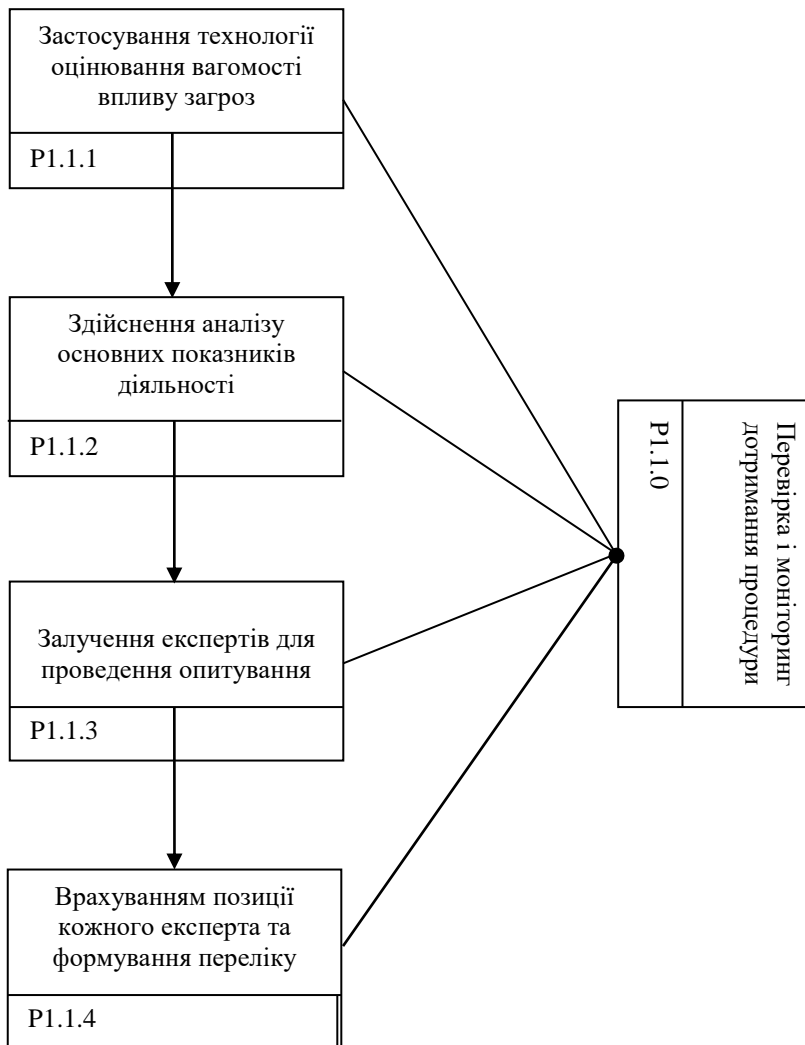 Застосування технології
оцінювання вагомості
впливу загроз
P1.1.1
Здійснення аналізу
основних показників
діяльності
P1.1.2
Залучення експертів для
проведення опитування
P1.1.3
Врахуванням позиції
кожного експерта та
формування переліку
P1.1.4
Перевірка і моніторинг
дотримання процедури
P1.1.0